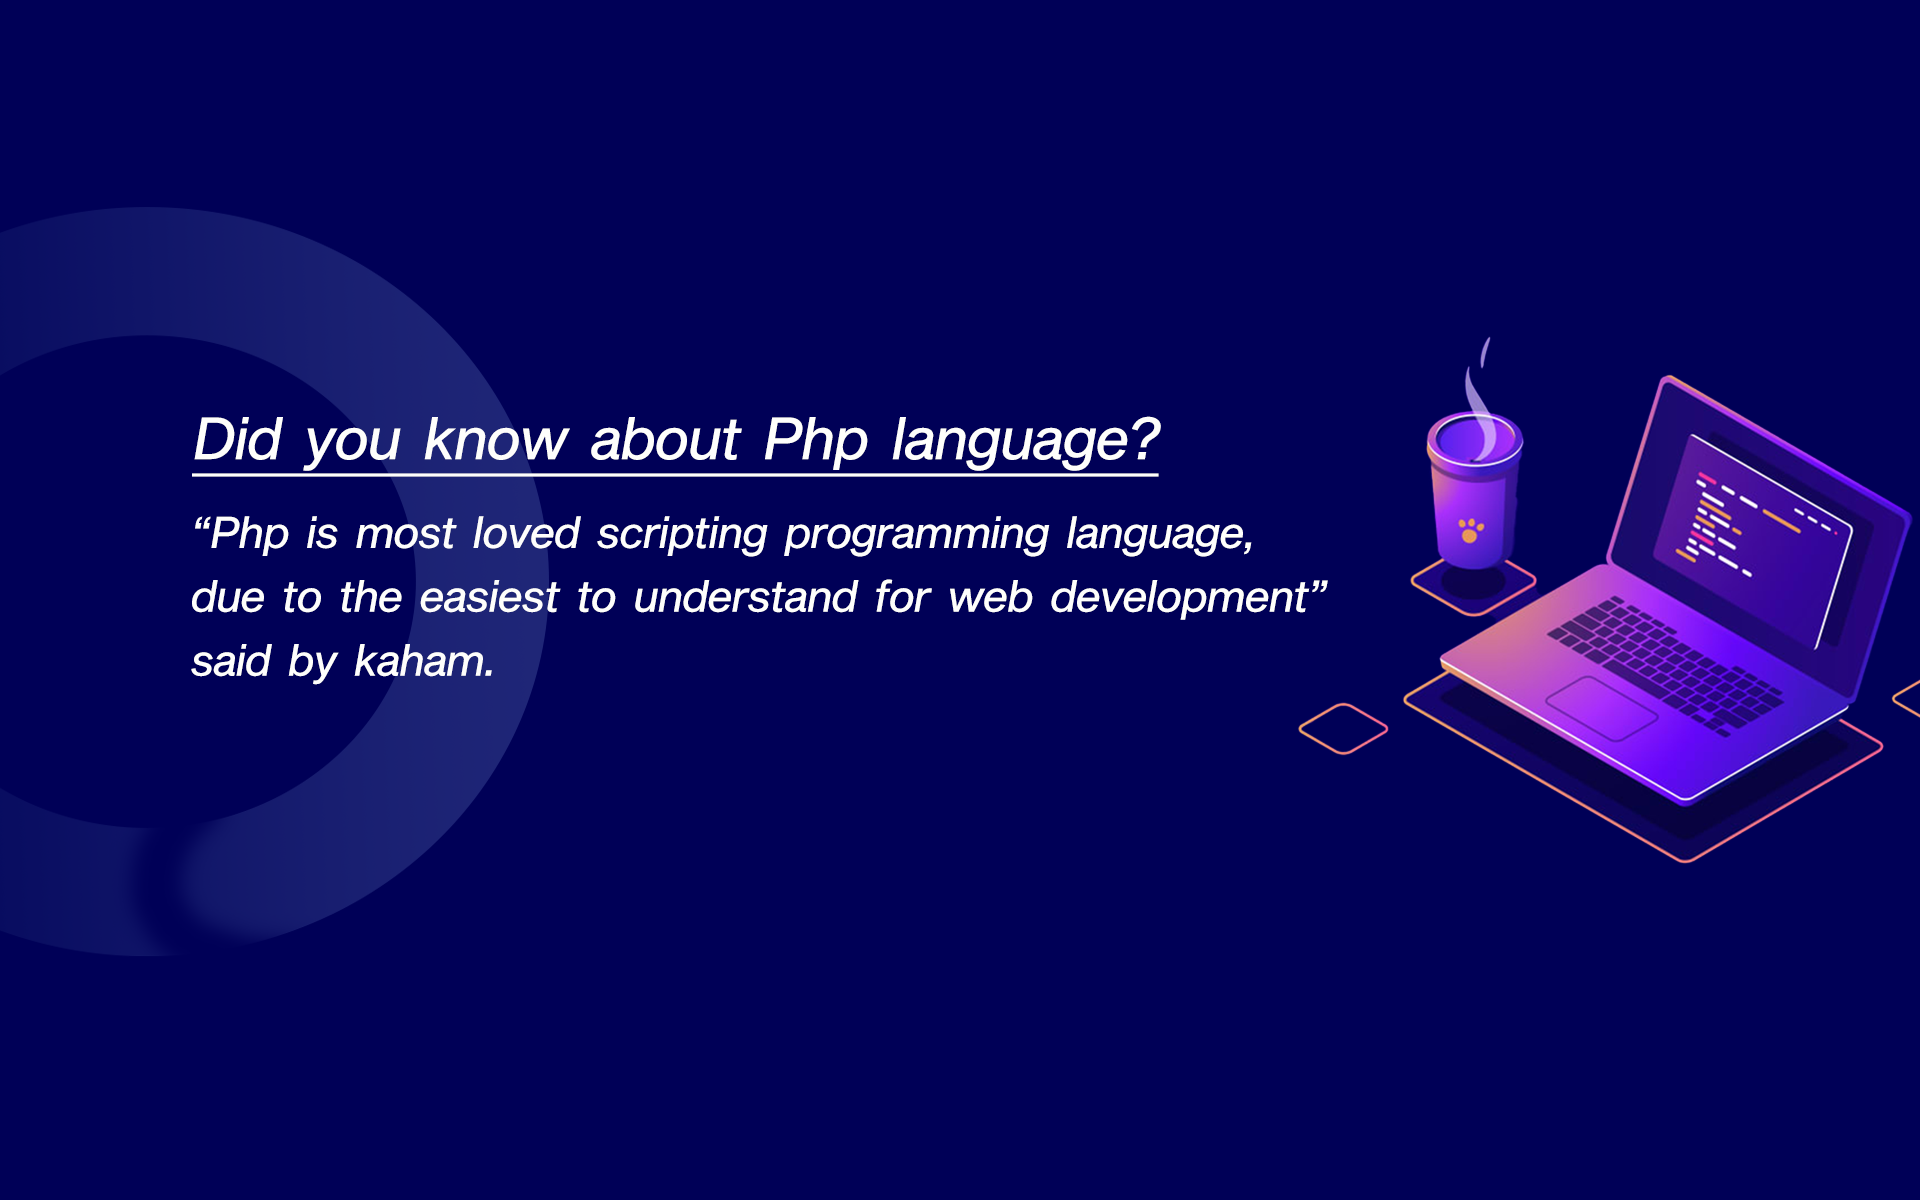 Did you know about Php language?
“Php is most loved scripting programming language,
due to the easiest to understand for web development”
said by kaham.